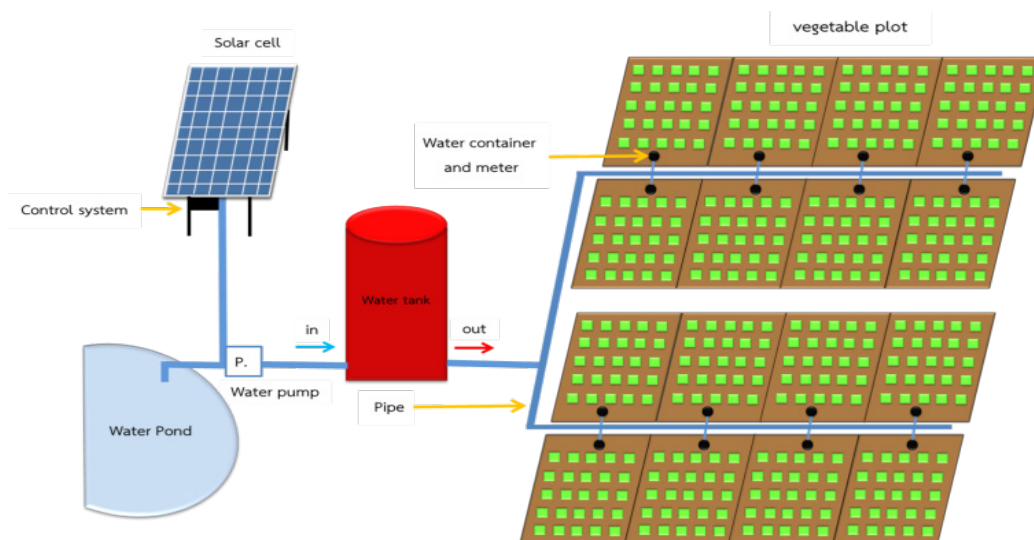 Solar cell
vegetable plot
Water container
and meter
Control system
Water tank
in
out
P.
Water pump
Pipe
Water Pond